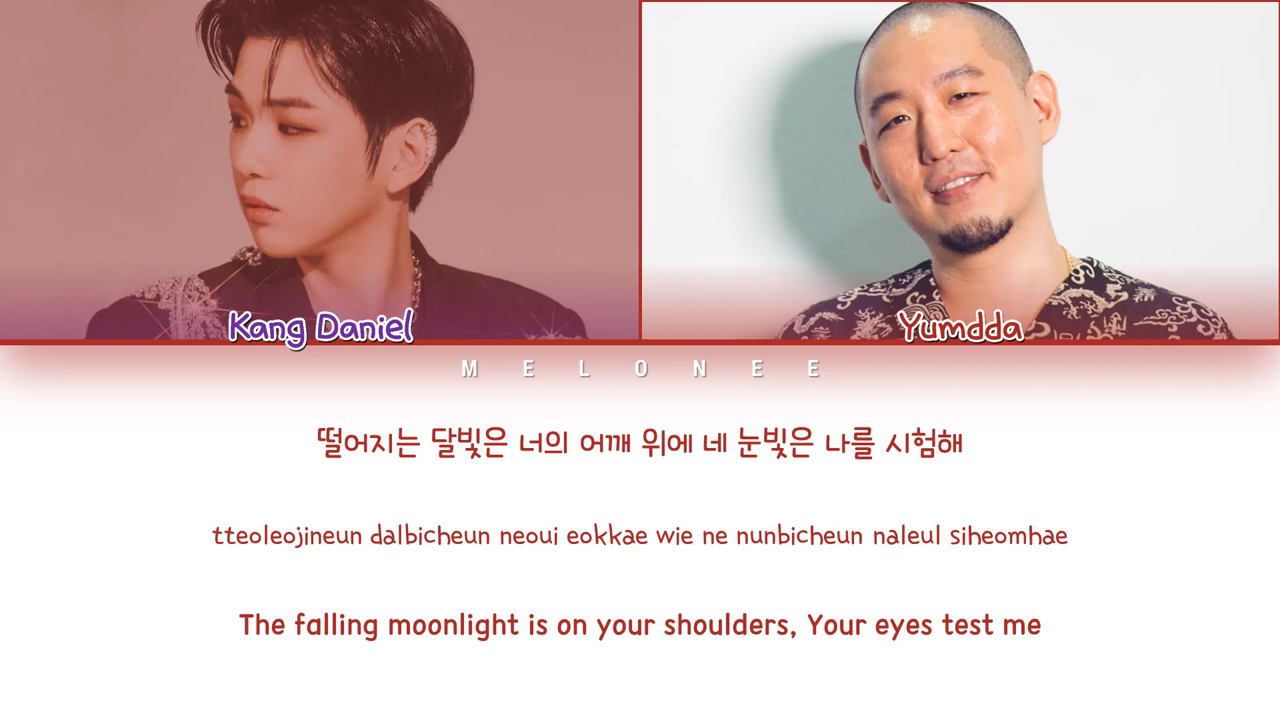 Kang Daniel
Yumdda
M E L O N E E
떨어지는 달빛은 너의 어깨 위에 네 눈빛은 나를 시험해
tteoleojineun dalbicheun neoui eokkae wie ne nunbicheun naleul siheomhae
The falling moonlight is on your shoulders, Your eyes test me